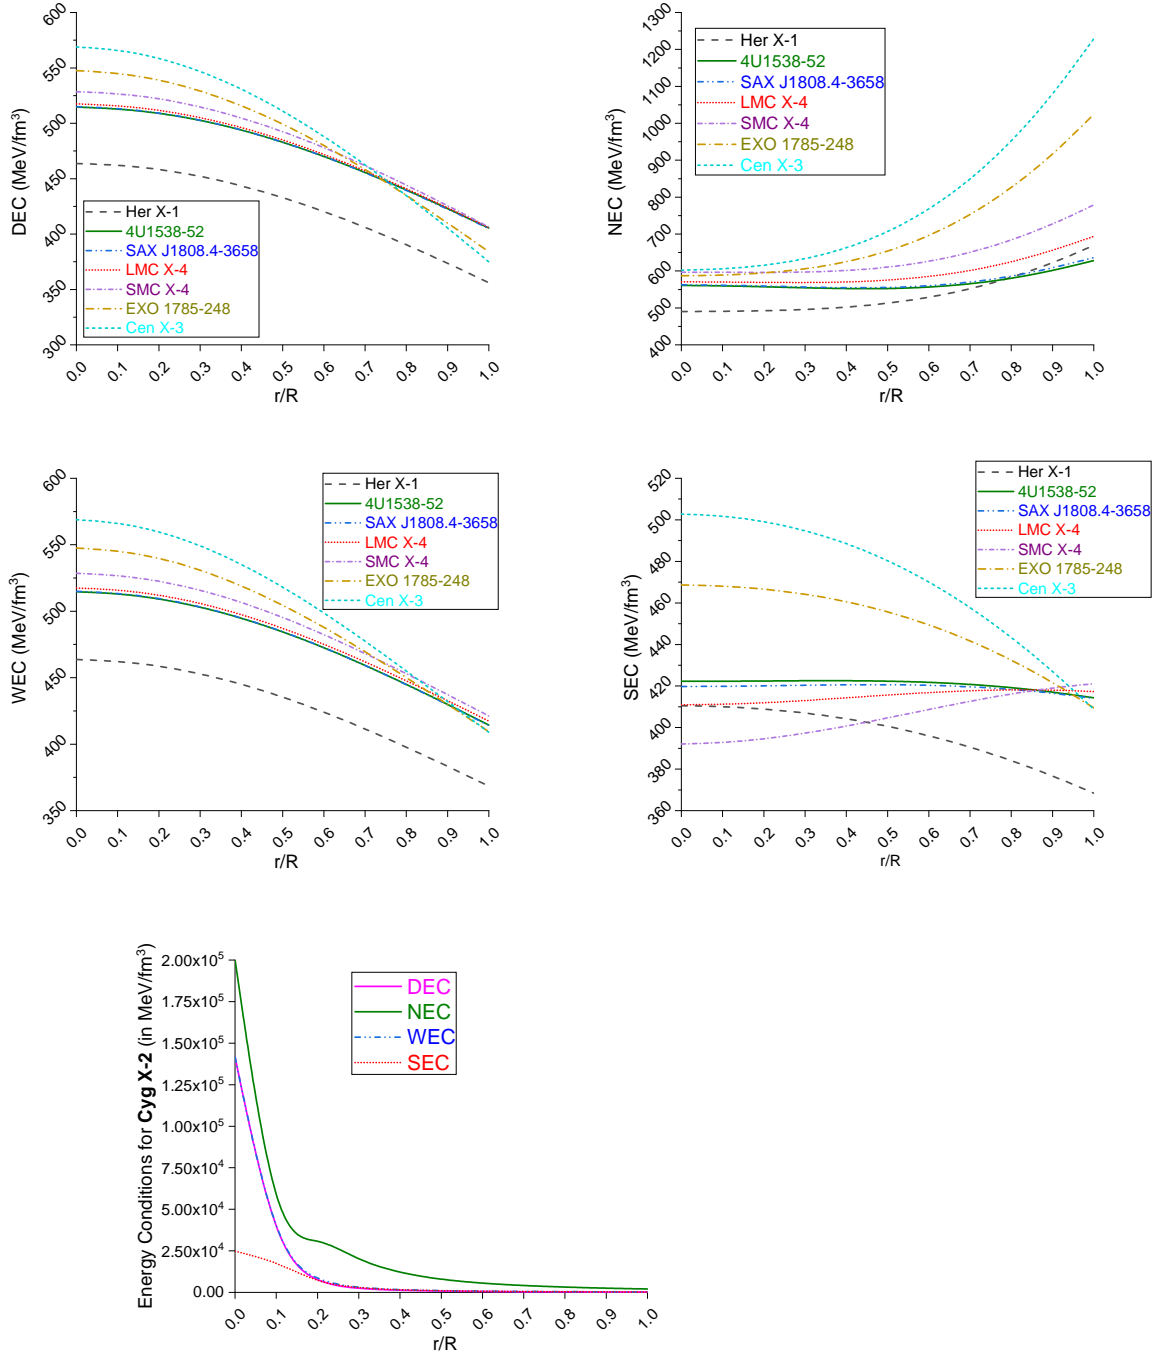 600
550
500
450
400
350
300
DEC (MeV/fm³)
Her X-1
4U1538-52
SAX J1808.4-3658
LMC X-4
SMC X-4
EXO 1785-248
Cen X-3
0.0 0.1 0.2 0.3 0.4 0.5 0.6 0.7 0.8 0.9 1.0
r/R
1300
1200
1100
1000
900
800
700
600
500
400
NEC (MeV/fm³)
Her X-1
4U1538-52
SAX J1808.4-3658
LMC X-4
SMC X-4
EXO 1785-248
Cen X-3
0.0 0.1 0.2 0.3 0.4 0.5 0.6 0.7 0.8 0.9 1.0
r/R
600
550
500
450
400
350
WEC (MeV/fm³)
Her X-1
4U1538-52
SAX J1808.4-3658
LMC X-4
SMC X-4
EXO 1785-248
Cen X-3
0.0 0.1 0.2 0.3 0.4 0.5 0.6 0.7 0.8 0.9 1.0
r/R
520
500
480
460
440
420
400
380
360
SEC (MeV/fm³)
Her X-1
4U1538-52
SAX J1808.4-3658
LMC X-4
SMC X-4
EXO 1785-248
Cen X-3
0.0 0.1 0.2 0.3 0.4 0.5 0.6 0.7 0.8 0.9 1.0
r/R
Energy Conditions for Cyg X-2 (in MeV/fm³)
2.00x10⁵
1.75x10⁵
1.50x10⁵
1.25x10⁵
1.00x10⁵
7.50x10⁴
5.00x10⁴
2.50x10⁴
0.00
DEC
NEC
WEC
SEC
0.0 0.1 0.2 0.3 0.4 0.5 0.6 0.7 0.8 0.9 1.0
r/R